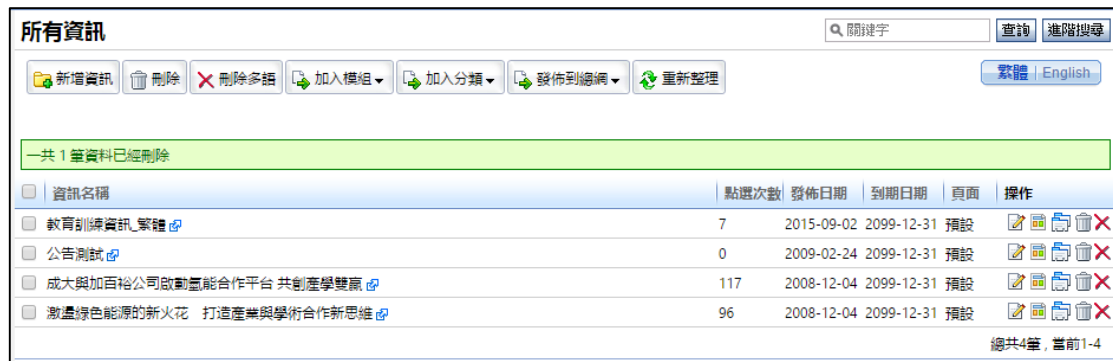 所有資訊 關鍵字 查詢 進階搜尋
新增資訊 刪除 刪除多語 加入模組 加入分類 發佈到總網 重新整理 繁體 | English
一共 1 筆資料已經刪除
資訊名稱 點選次數 發佈日期 到期日期 頁面 操作
教育訓練資訊_繁體 7 2015-09-02 2099-12-31 預設
公告測試 0 2009-02-24 2099-12-31 預設
成大與加百裕公司啟動氫能合作平台 共創產學雙贏 117 2008-12-04 2099-12-31 預設
激盪綠色能源的新火花 打造產業與學術合作新思維 96 2008-12-04 2099-12-31 預設
總共4筆 , 當前1-4